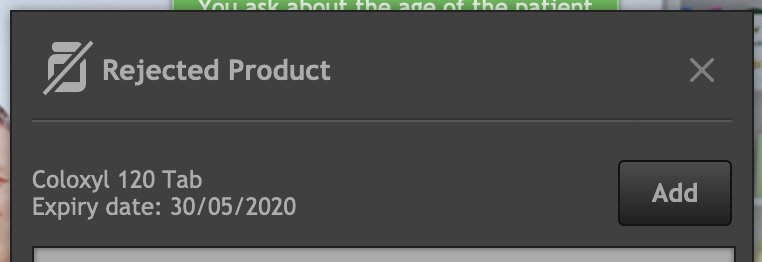 You ask about the age of the patient
Rejected Product
Coloxyl 120 Tab
Add
Expiry date: 30/05/2020